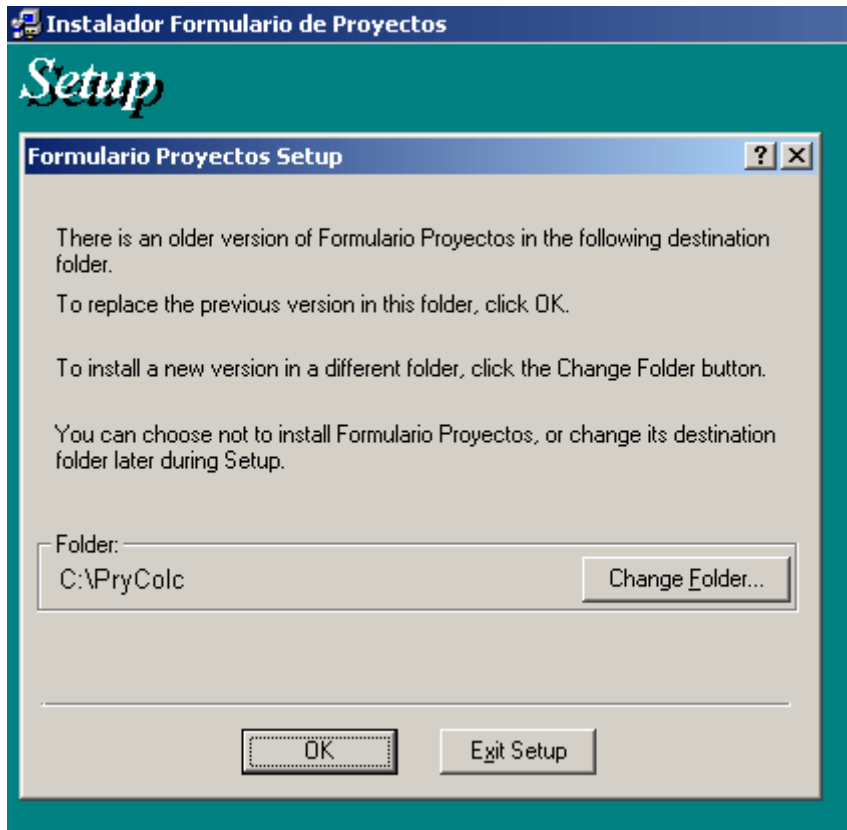 Instalador Formulario de Proyectos
Setup
Formulario Proyectos Setup
There is an older version of Formulario Proyectos in the following destination
folder.
To replace the previous version in this folder, click OK.
To install a new version in a different folder, click the Change Folder button.
You can choose not to install Formulario Proyectos, or change its destination
folder later during Setup.
Folder:
C:\PryColc
Change Folder...
OK
Exit Setup